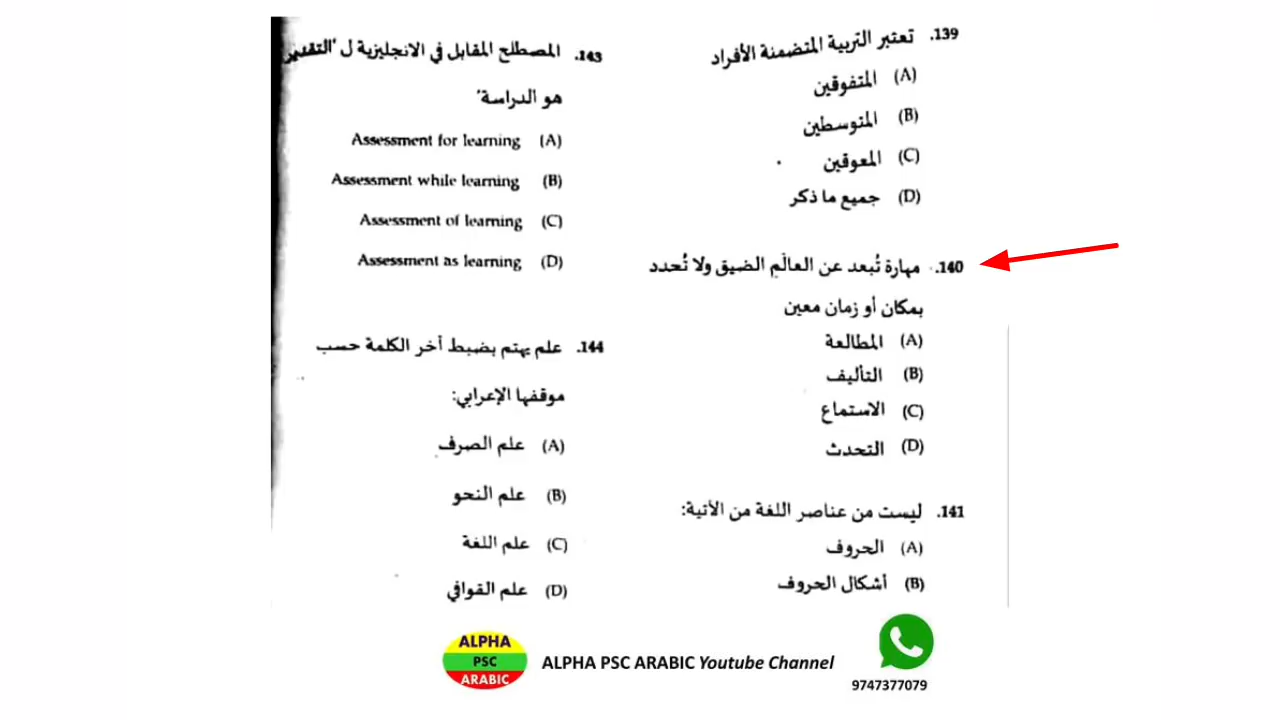 139. تعتبر التربية المتضمنة الأفراد
(A) المتفوقين
(B) المتوسطين
(C) المعوقين
(D) جميع ما ذكر
140. مهارة تُبعد عن العالَمِ الضيق ولا تُحدد
بمكان أو زمان معين
(A) المطالعة
(B) التأليف
(C) الاستماع
(D) التحدث
141. ليست من عناصر اللغة من الآتية:
(A) الحروف
(B) أشكال الحروف
143. المصطلح المقابل في الانجليزية ل "التقدير
هو الدراسة"
(A) Assessment for learning
(B) Assessment while learning
(C) Assessment of learning
(D) Assessment as learning
144. علم يهتم بضبط أخر الكلمة حسب
موقفها الإعرابي:
(A) علم الصرف
(B) علم النحو
(C) علم اللغة
(D) علم القوافي
ALPHA
PSC
ARABIC
ALPHA PSC ARABIC Youtube Channel
9747377079